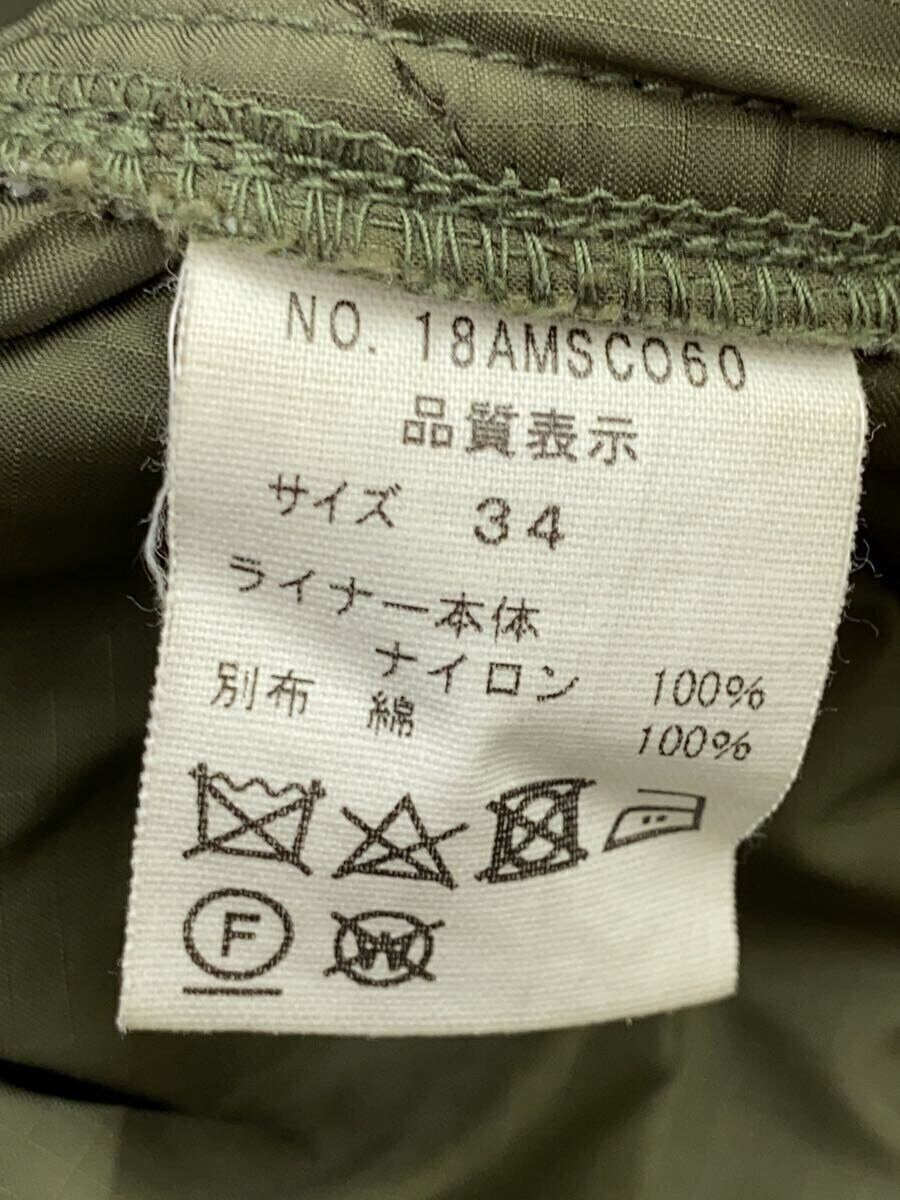 NO. 18AMSCO60
品質表示
サイズ 34
ライナー本体
ナイロン 100%
別布 綿 100%
F
W